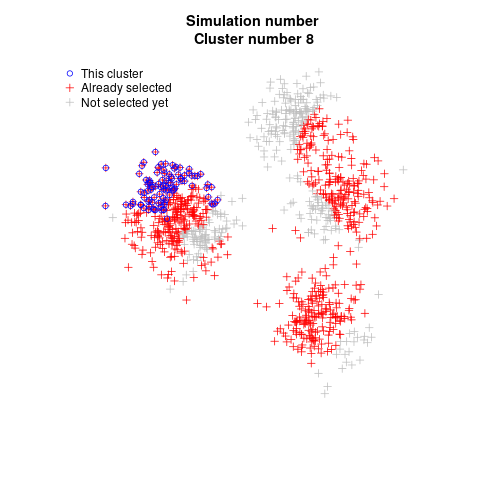 Simulation number
Cluster number 8
This cluster
Already selected
Not selected yet